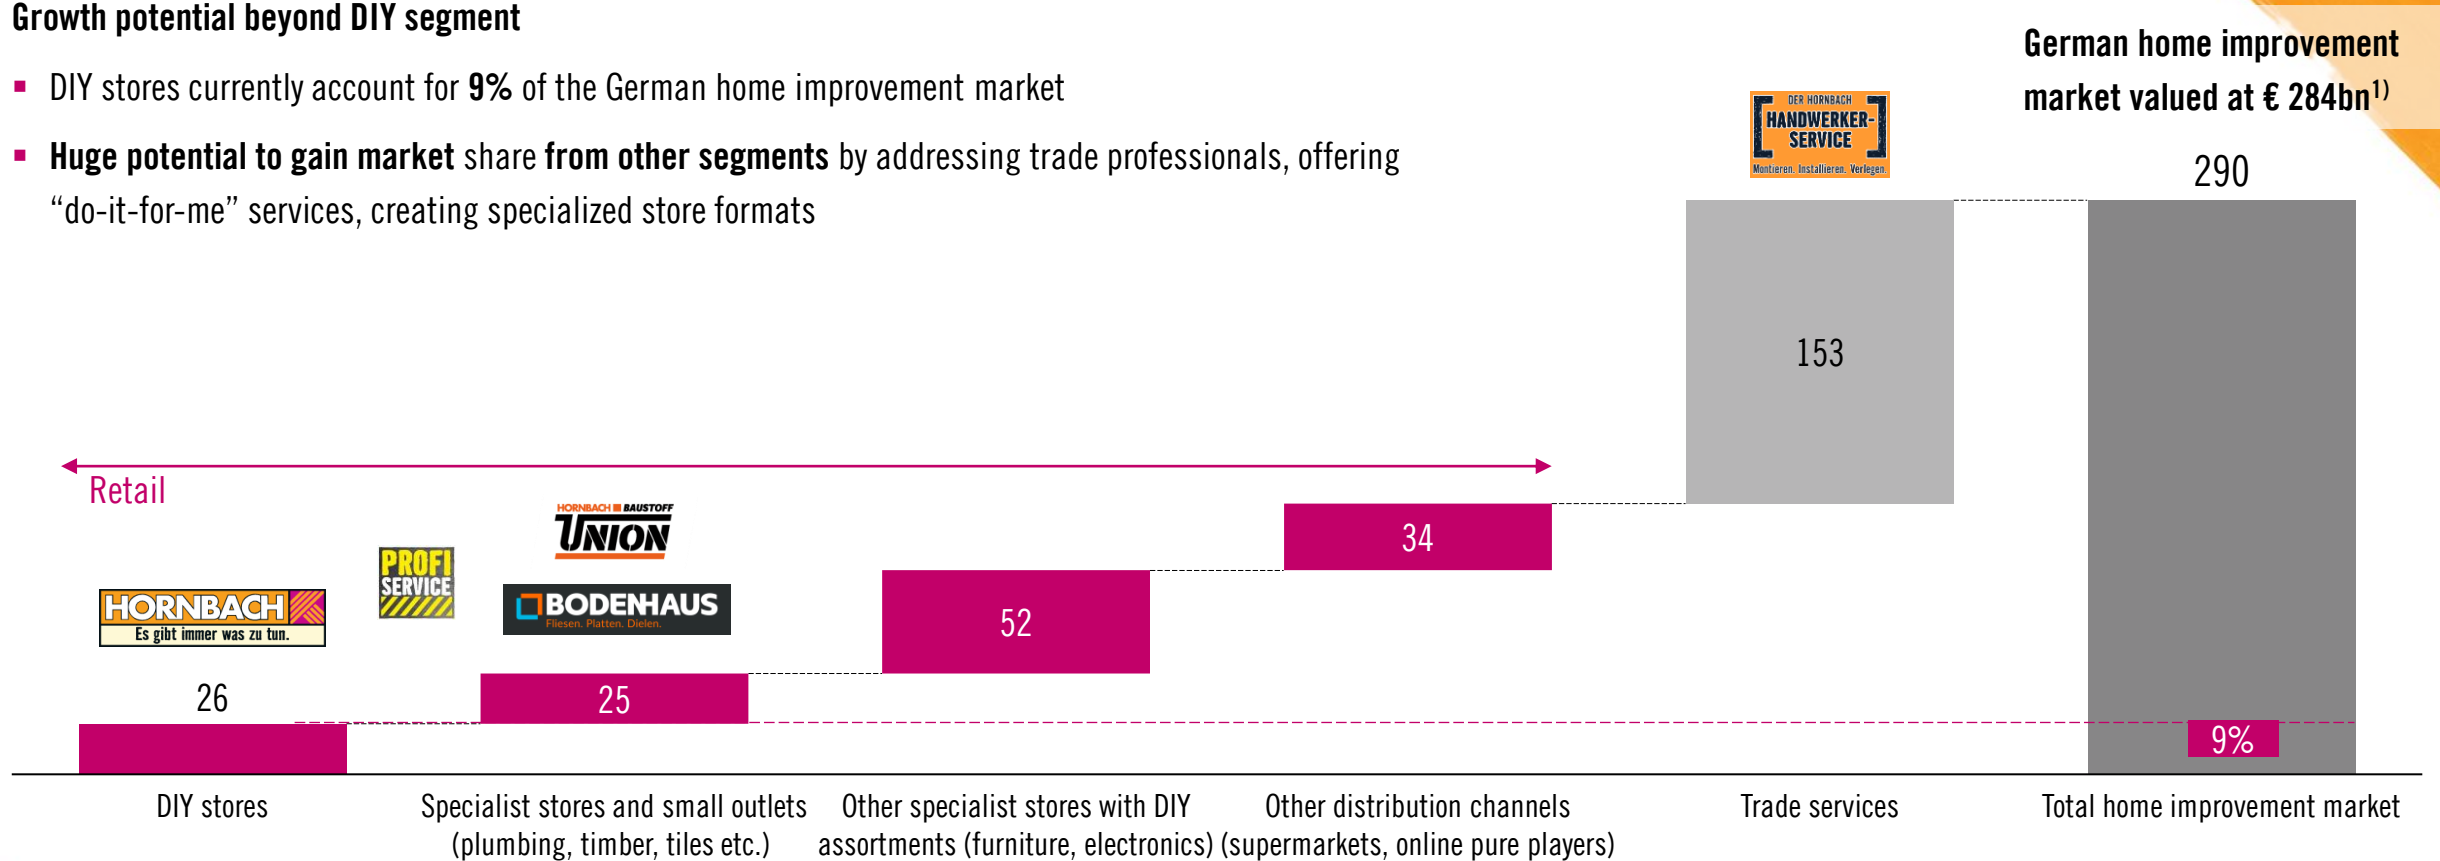 Growth potential beyond DIY segment
▪ DIY stores currently account for 9% of the German home improvement market
▪ Huge potential to gain market share from other segments by addressing trade professionals, offering
“do-it-for-me” services, creating specialized store formats
German home improvement
market valued at € 284bn1)
DER HORNBACH
HANDWERKER-
SERVICE
Montieren. Installieren. Verlegen.
290
153
Retail
34
HORNBACH BAUSTOFF
UNION
PROFI
SERVICE
BODENHAUS
Fliesen. Platten. Dielen.
HORNBACH
Es gibt immer was zu tun.
52
26
25
9%
DIY stores
Specialist stores and small outlets
(plumbing, timber, tiles etc.)
Other specialist stores with DIY
assortments (furniture, electronics)
Other distribution channels
(supermarkets, online pure players)
Trade services
Total home improvement market